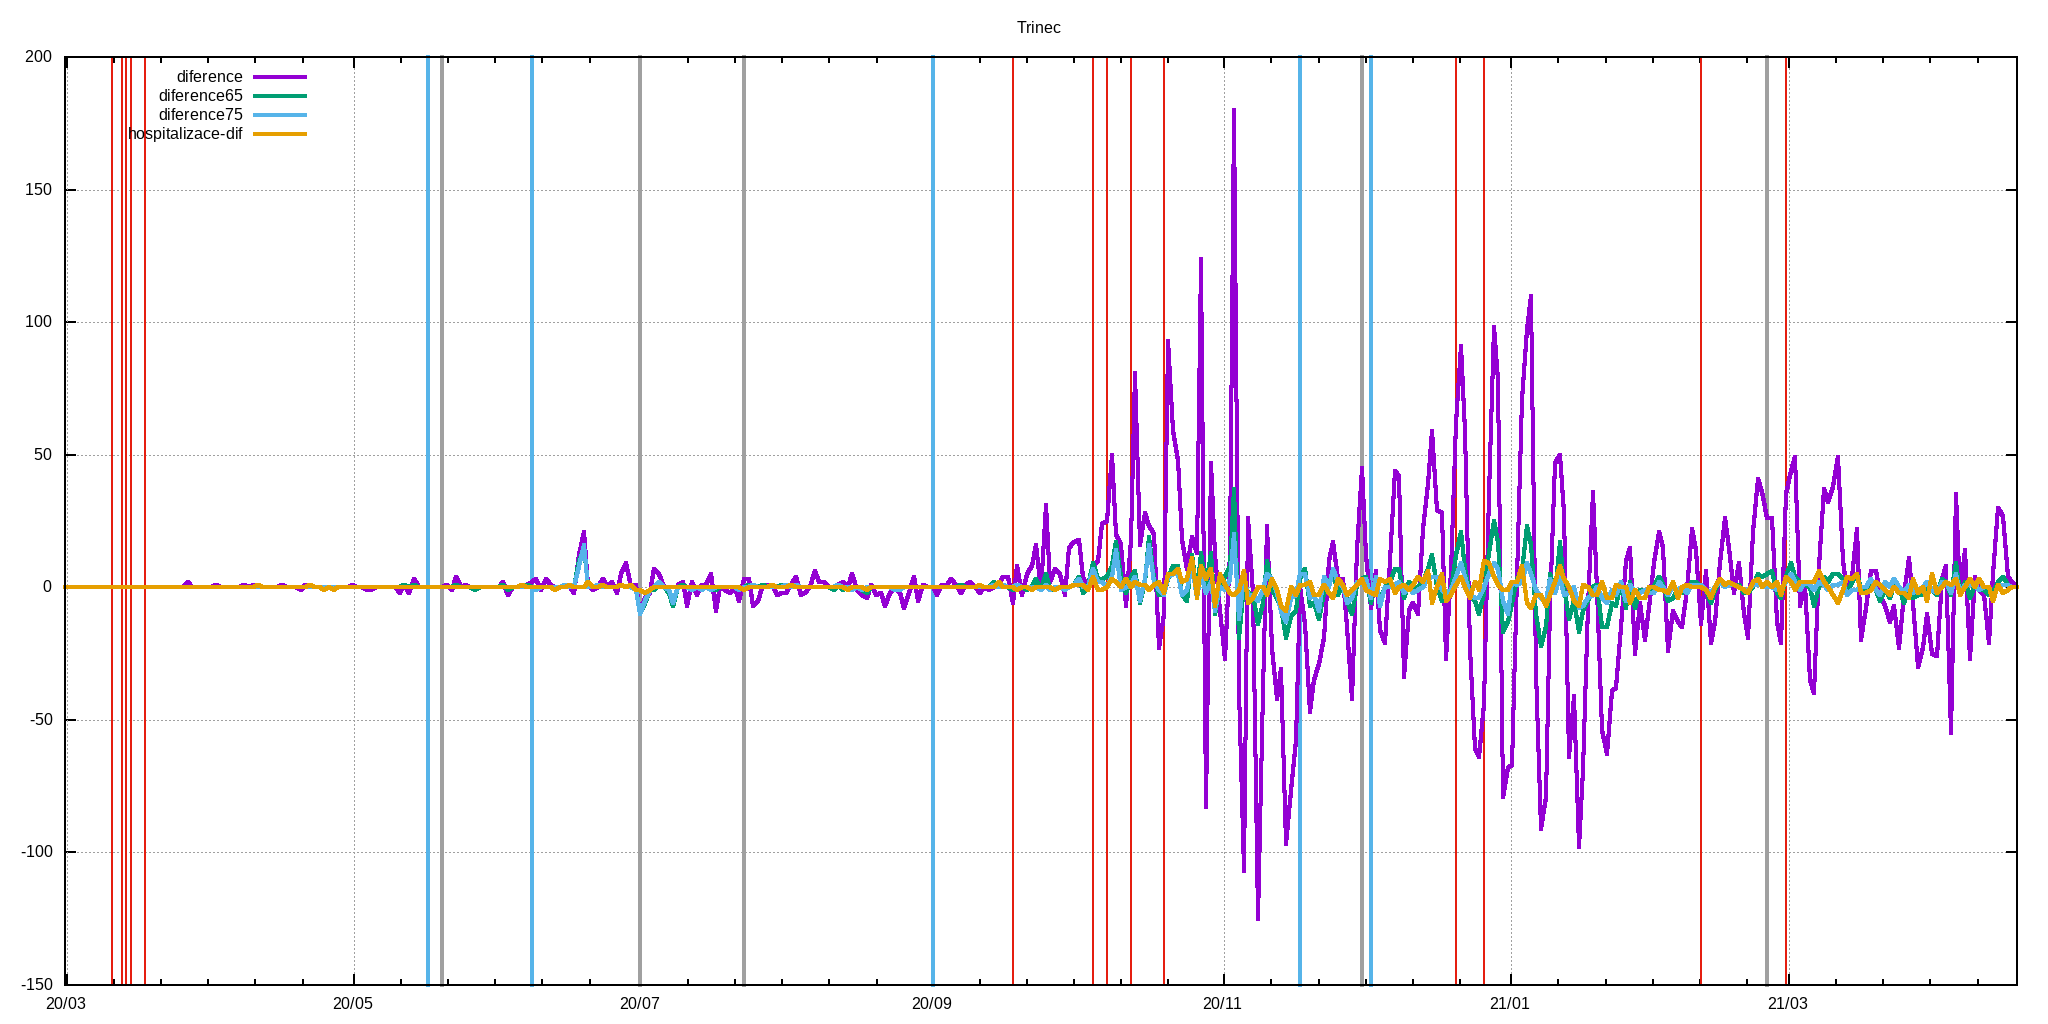 Trinec
200
150
100
50
0
-50
-100
-150
diference
diference65
diference75
hospitalizace-dif
20/03 20/05 20/07 20/09 20/11 21/01 21/03